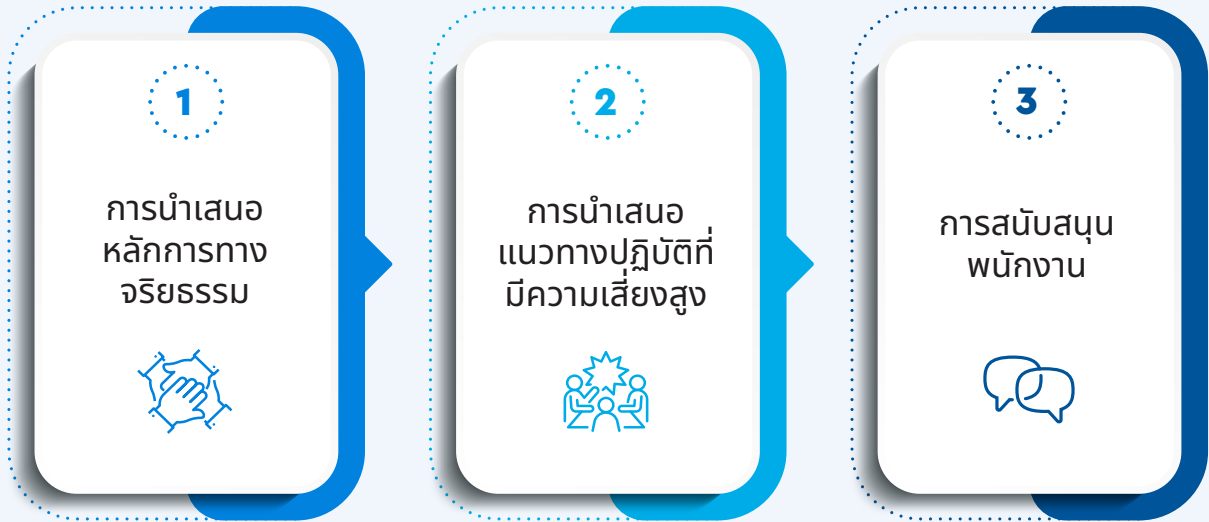 1
การนำเสนอ
หลักการทาง
จริยธรรม
2
การนำเสนอ
แนวทางปฏิบัติที่
มีความเสี่ยงสูง
3
การสนับสนุน
พนักงาน